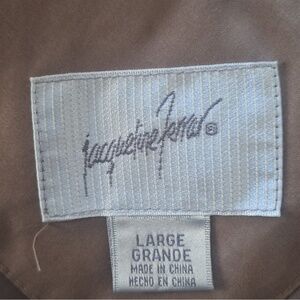 Jacqueline Ferrar®
LARGE
GRANDE
MADE IN CHINA
HECHO EN CHINA